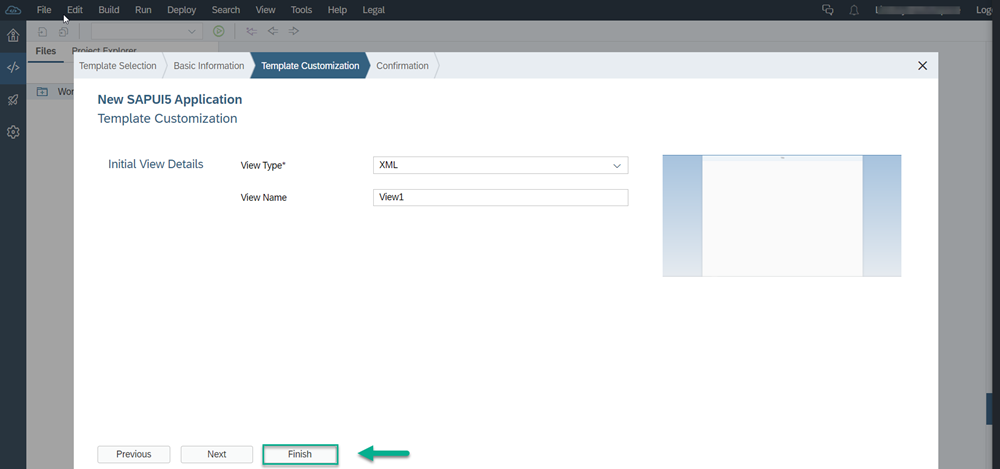 File Edit Build Run Deploy Search View Tools Help Legal
Files Project Explorer
Wor
Template Selection Basic Information Template Customization Confirmation
New SAPUI5 Application
Template Customization
Initial View Details View Type* XML
View Name View1
Previous Next Finish